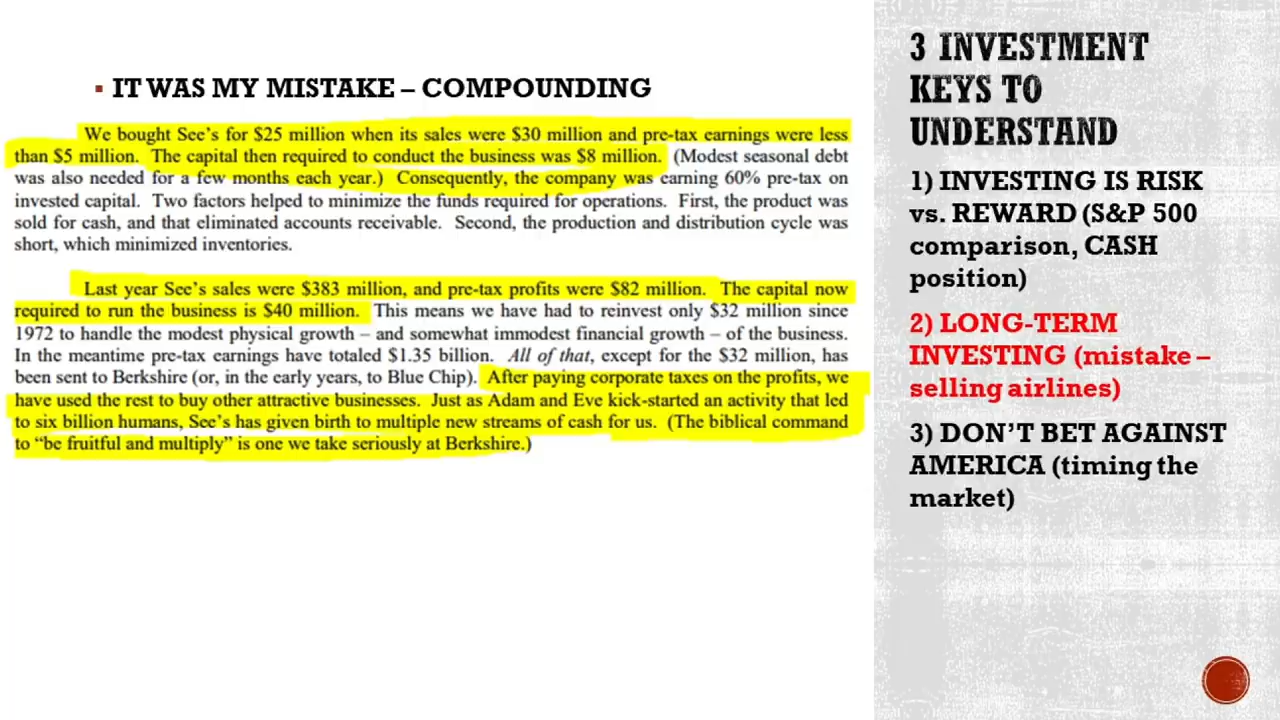 IT WAS MY MISTAKE – COMPOUNDING
We bought See's for $25 million when its sales were $30 million and pre-tax earnings were less
than $5 million. The capital then required to conduct the business was $8 million. (Modest seasonal debt
was also needed for a few months each year.) Consequently, the company was earning 60% pre-tax on
invested capital. Two factors helped to minimize the funds required for operations. First, the product was
sold for cash, and that eliminated accounts receivable. Second, the production and distribution cycle was
short, which minimized inventories.
Last year See's sales were $383 million, and pre-tax profits were $82 million. The capital now
required to run the business is $40 million. This means we have had to reinvest only $32 million since
1972 to handle the modest physical growth – and somewhat immodest financial growth – of the business.
In the meantime pre-tax earnings have totaled $1.35 billion. All of that, except for the $32 million, has
been sent to Berkshire (or, in the early years, to Blue Chip). After paying corporate taxes on the profits, we
have used the rest to buy other attractive businesses. Just as Adam and Eve kick-started an activity that led
to six billion humans, See's has given birth to multiple new streams of cash for us. (The biblical command
to “be fruitful and multiply” is one we take seriously at Berkshire.)
3 INVESTMENT
KEYS TO
UNDERSTAND
1) INVESTING IS RISK
vs. REWARD (S&P 500
comparison, CASH
position)
2) LONG-TERM
INVESTING (mistake –
selling airlines)
3) DON'T BET AGAINST
AMERICA (timing the
market)